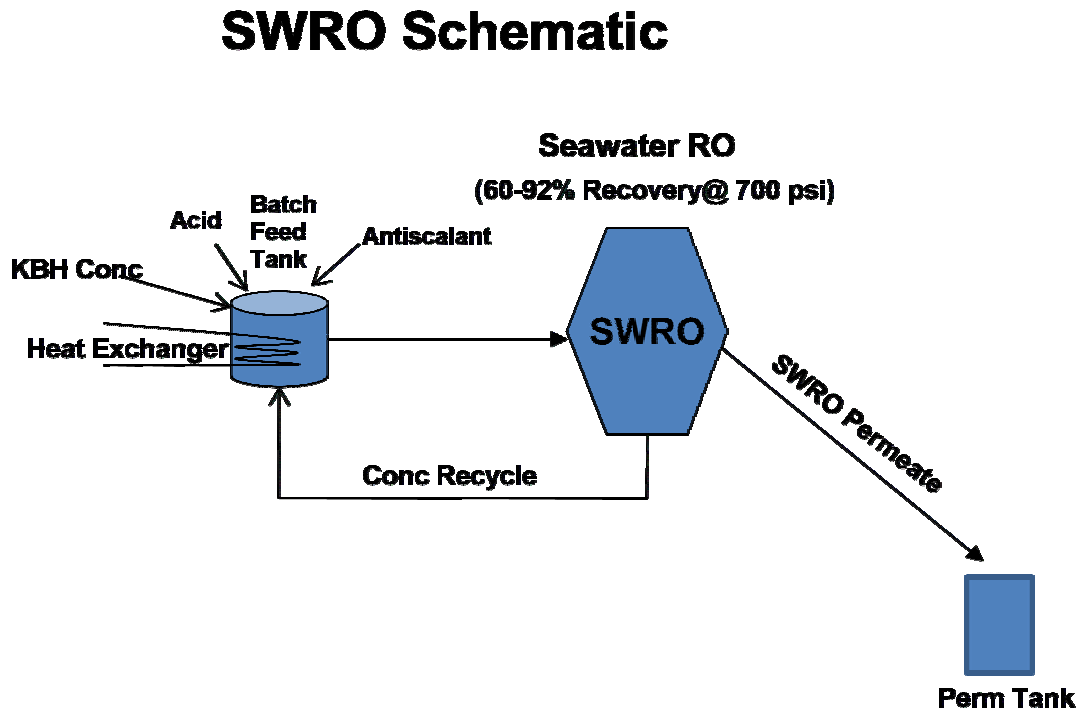 SWRO Schematic
Seawater RO
(60-92% Recovery@ 700 psi)
Acid
Batch
Feed
Tank
Antiscalant
KBH Conc
Heat Exchanger
SWRO
SWRO Permeate
Conc Recycle
Perm Tank